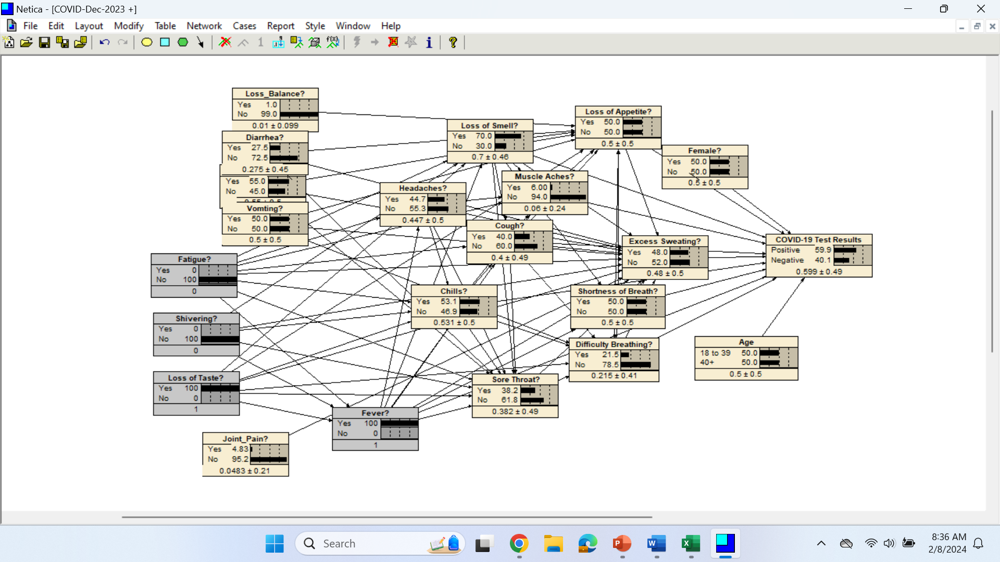 Netica - [COVID-Dec-2023 +]
File Edit Layout Modify Table Network Cases Report Style Window Help
Loss_Balance?
Yes 1.0
No 99.0
0.01 ± 0.099
Diarrhea?
Yes 27.5
No 72.5
0.275 ± 0.45
Yes 55.0
No 45.0
Vomting?
Yes 50.0
No 50.0
0.5 ± 0.5
Fatigue?
Yes 0
No 100
0
Shivering?
Yes 0
No 100
0
Loss of Taste?
Yes 100
No 0
1
Joint_Pain?
Yes 4.83
No 95.2
0.0483 ± 0.21
Fever?
Yes 100
No 0
1
Headaches?
Yes 44.7
No 55.3
0.447 ± 0.5
Chills?
Yes 53.1
No 46.9
0.531 ± 0.5
Loss of Smell?
Yes 70.0
No 30.0
0.7 ± 0.46
Muscle Aches?
Yes 6.00
No 94.0
0.06 ± 0.24
Cough?
Yes 40.0
No 60.0
0.4 ± 0.49
Sore Throat?
Yes 38.2
No 61.8
0.382 ± 0.49
Loss of Appetite?
Yes 50.0
No 50.0
0.5 ± 0.5
Female?
Yes 50.0
No 50.0
0.5 ± 0.5
Excess Sweating?
Yes 48.0
No 52.0
0.48 ± 0.5
Shortness of Breath?
Yes 50.0
No 50.0
0.5 ± 0.5
Difficulty Breathing?
Yes 21.5
No 78.5
0.215 ± 0.41
COVID-19 Test Results
Positive 59.9
Negative 40.1
0.599 ± 0.49
Age
18 to 39 50.0
40+ 50.0
0.5 ± 0.5
Search
8:36 AM
2/8/2024